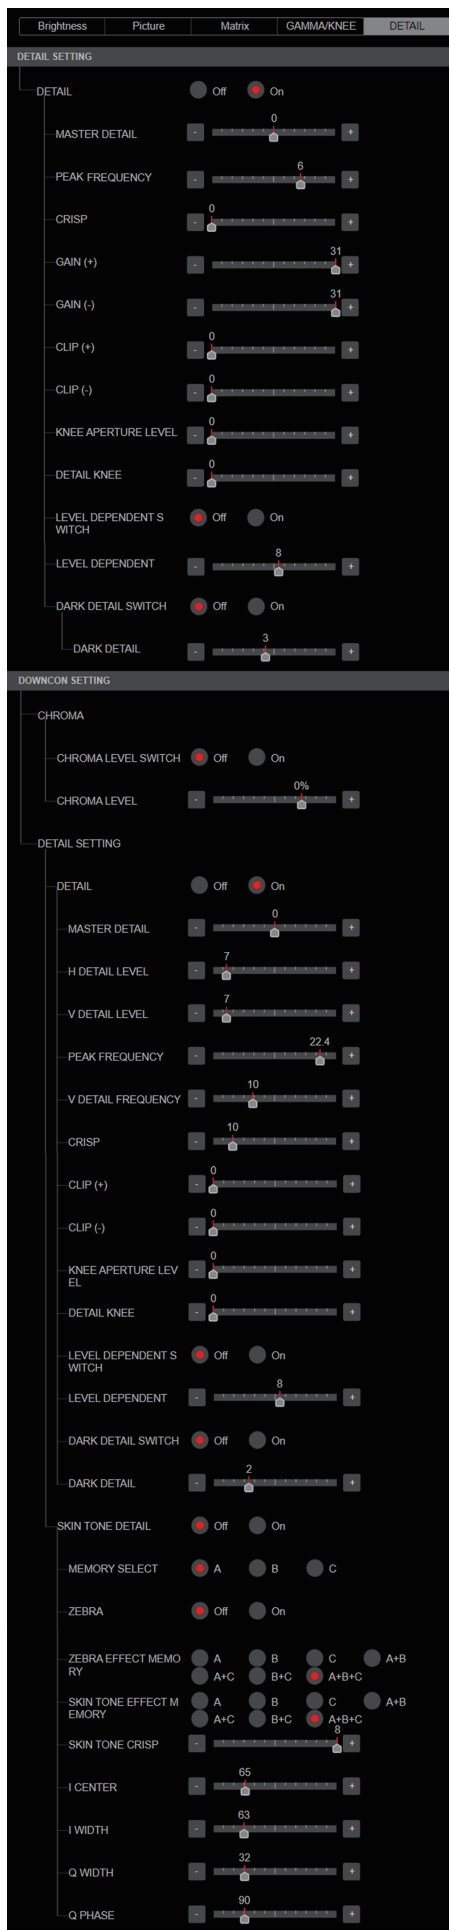 Brightness Picture Matrix GAMMA/KNEE DETAIL
DETAIL SETTING
DETAIL Off On
0
MASTER DETAIL - +
6
PEAK FREQUENCY - +
0
CRISP - +
31
GAIN (+) - +
31
GAIN (-) - +
0
CLIP (+) - +
0
CLIP (-) - +
0
KNEE APERTURE LEVEL - +
0
DETAIL KNEE - +
LEVEL DEPENDENT S Off On
WITCH
8
LEVEL DEPENDENT - +
DARK DETAIL SWITCH Off On
3
DARK DETAIL - +
DOWNCON SETTING
CHROMA
CHROMA LEVEL SWITCH Off On
0%
CHROMA LEVEL - +
DETAIL SETTING
DETAIL Off On
0
MASTER DETAIL - +
7
H DETAIL LEVEL - +
7
V DETAIL LEVEL - +
22.4
PEAK FREQUENCY - +
10
V DETAIL FREQUENCY - +
10
CRISP - +
0
CLIP (+) - +
0
CLIP (-) - +
0
KNEE APERTURE LEV - +
EL
0
DETAIL KNEE - +
LEVEL DEPENDENT S Off On
WITCH
8
LEVEL DEPENDENT - +
DARK DETAIL SWITCH Off On
2
DARK DETAIL - +
SKIN TONE DETAIL Off On
MEMORY SELECT A B C
ZEBRA Off On
ZEBRA EFFECT MEMO A B C A+B
RY A+C B+C A+B+C
SKIN TONE EFFECT M A B C A+B
EMORY A+C B+C A+B+C
8
SKIN TONE CRISP - +
65
I CENTER - +
63
I WIDTH - +
32
Q WIDTH - +
90
Q PHASE - +